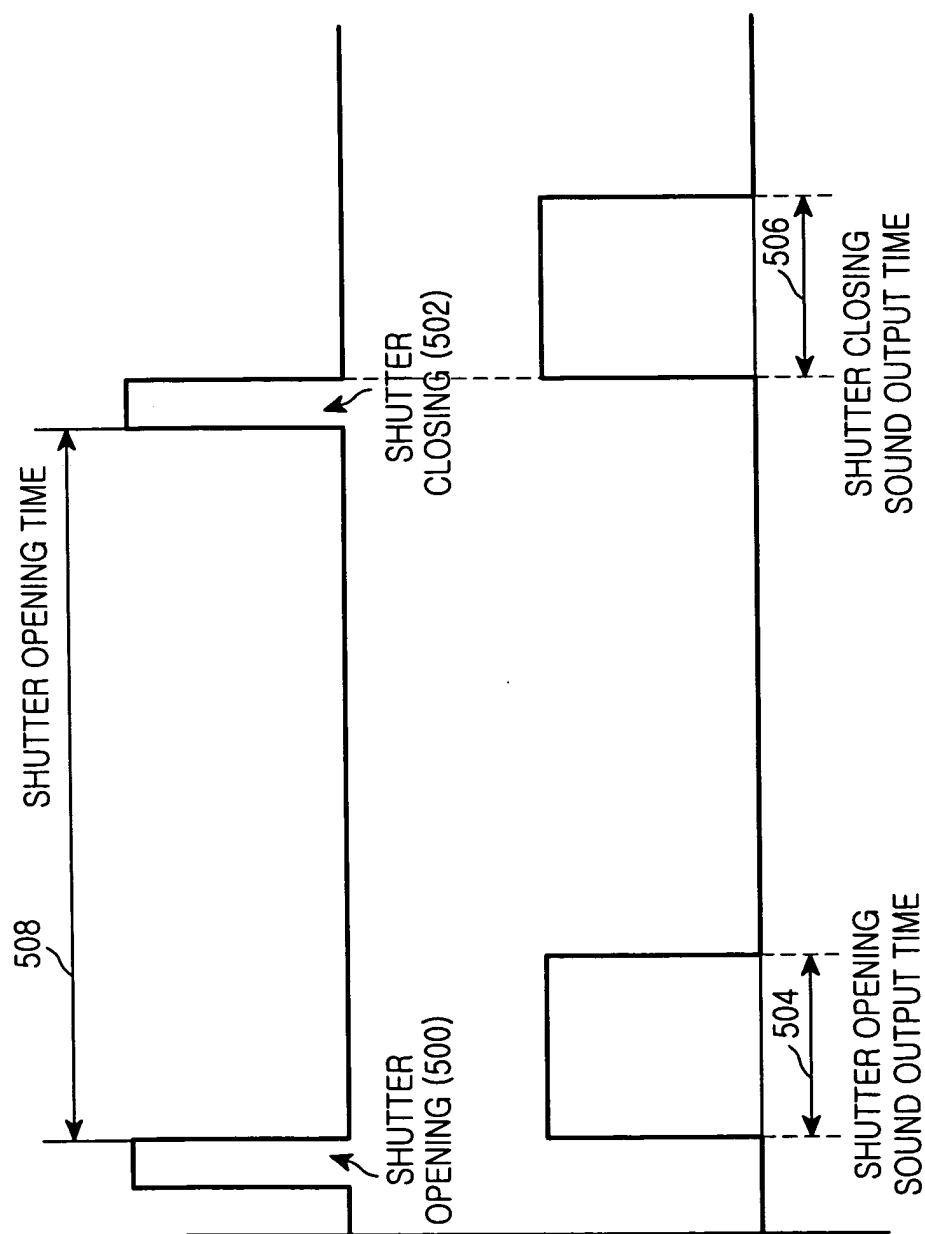 508
SHUTTER OPENING TIME
SHUTTER
OPENING (500)
SHUTTER
CLOSING (502)
504
SHUTTER OPENING
SOUND OUTPUT TIME
506
SHUTTER CLOSING
SOUND OUTPUT TIME